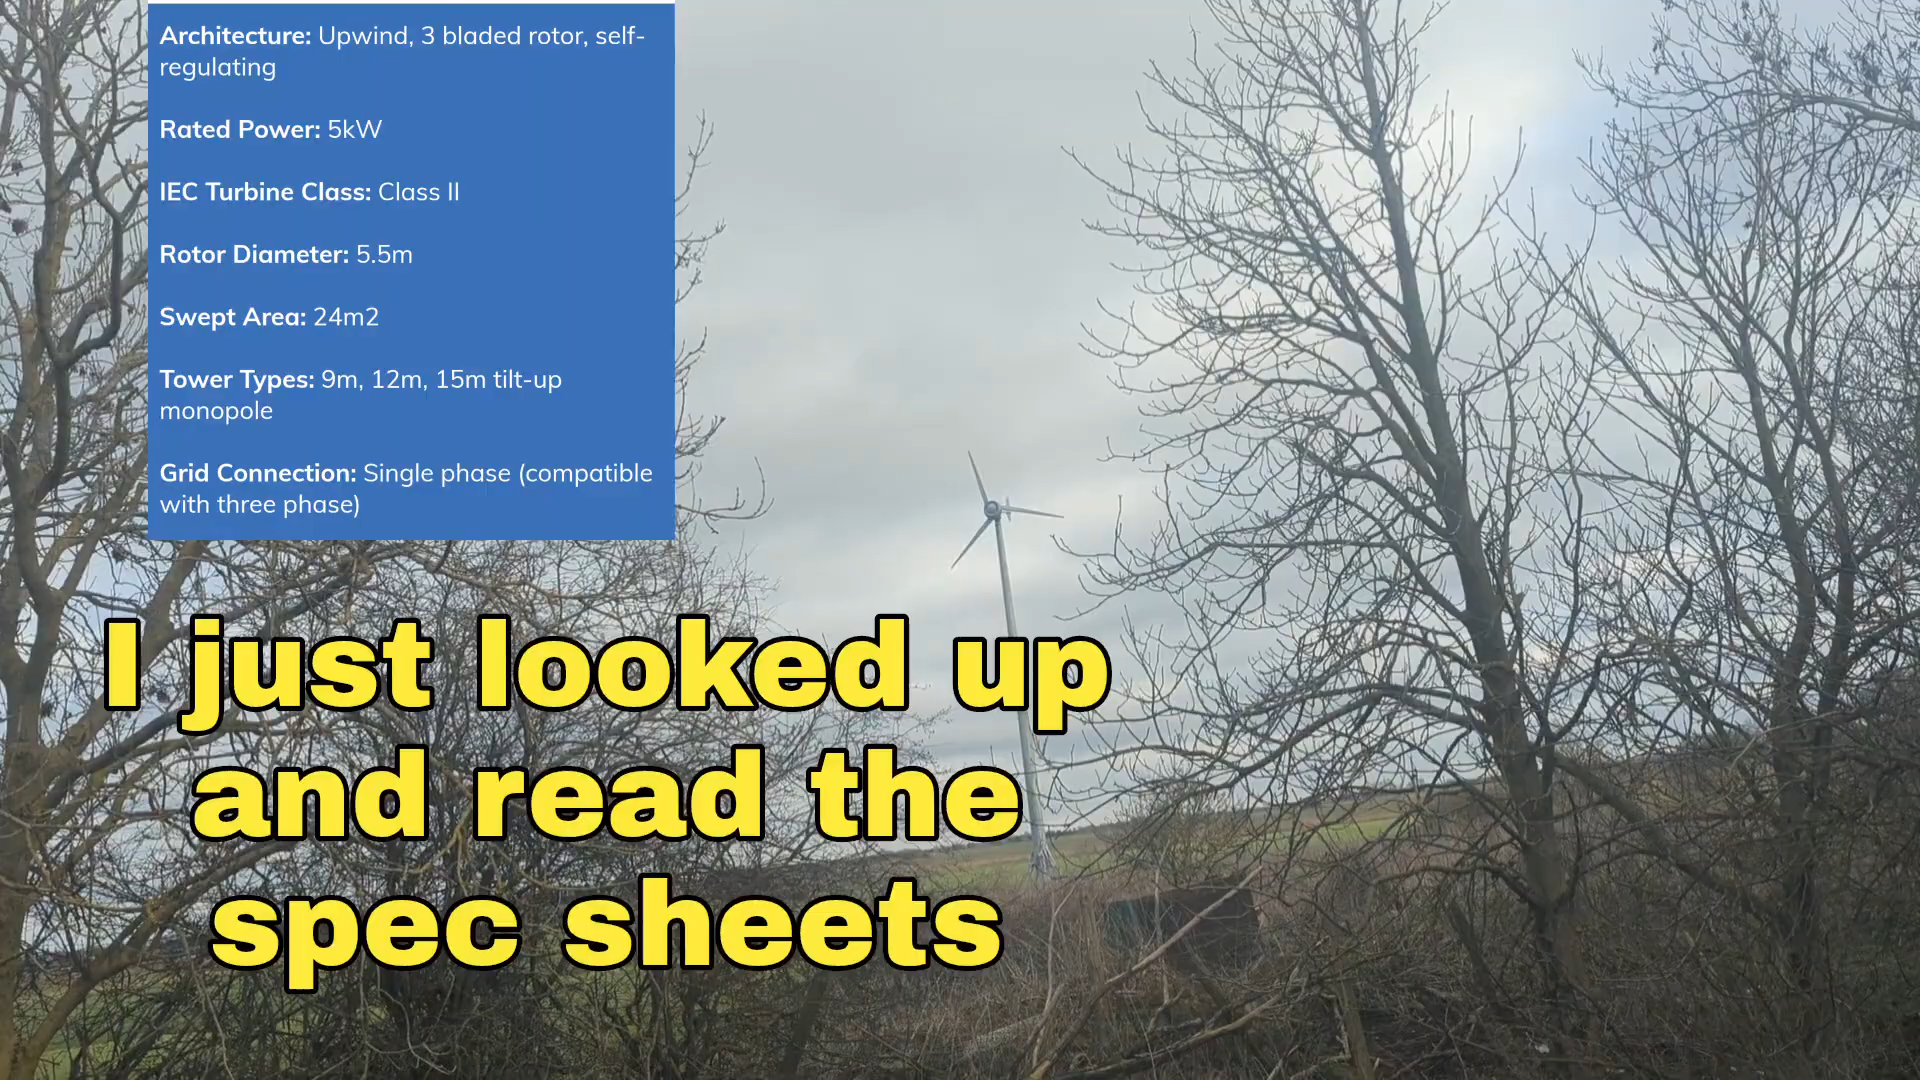 Architecture: Upwind, 3 bladed rotor, self-
regulating
Rated Power: 5kW
IEC Turbine Class: Class II
Rotor Diameter: 5.5m
Swept Area: 24m2
Tower Types: 9m, 12m, 15m tilt-up
monopole
Grid Connection: Single phase (compatible
with three phase)
I just looked up
and read the
spec sheets